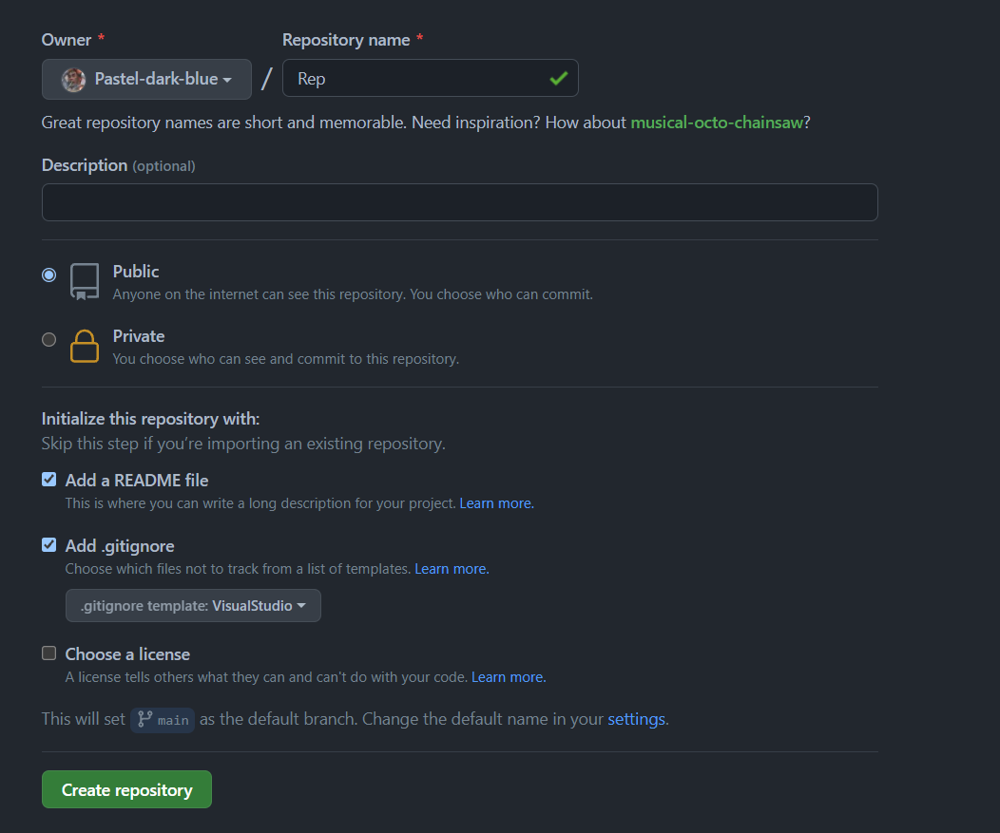 Owner *
Repository name *
Pastel-dark-blue / Rep
Great repository names are short and memorable. Need inspiration? How about musical-octo-chainsaw?
Description (optional)
Public
Anyone on the internet can see this repository. You choose who can commit.
Private
You choose who can see and commit to this repository.
Initialize this repository with:
Skip this step if you’re importing an existing repository.
Add a README file
This is where you can write a long description for your project. Learn more.
Add .gitignore
Choose which files not to track from a list of templates. Learn more.
.gitignore template: VisualStudio
Choose a license
A license tells others what they can and can't do with your code. Learn more.
This will set main as the default branch. Change the default name in your settings.
Create repository